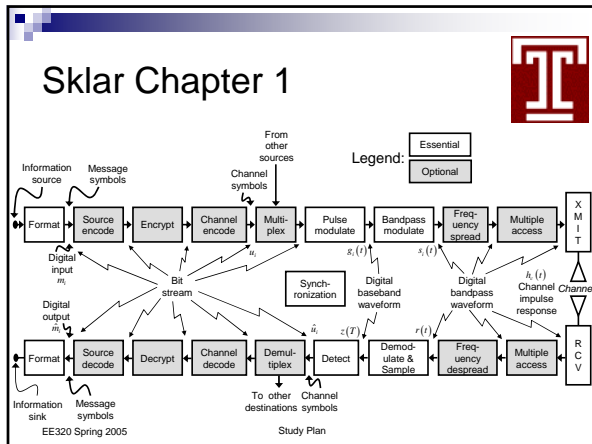 Sklar Chapter 1
From
other
sources
Legend:
Essential
Optional
Information
source
Message
symbols
Channel
symbols
Format
Source
encode
Encrypt
Channel
encode
Multi-
plex
Pulse
modulate
Bandpass
modulate
Freq-
uency
spread
Multiple
access
X
M
I
T
Digital
input
m_i
u_i
g_i(t)
s_i(t)
h_c(t)
Channel
impulse
response
Channel
Bit
stream
Synch-
ronization
Digital
baseband
waveform
Digital
bandpass
waveform
Digital
output
m̂_i
û_i
z(T)
r(t)
Format
Source
decode
Decrypt
Channel
decode
Demul-
tiplex
Detect
Demod-
ulate &
Sample
Freq-
uency
despread
Multiple
access
R
C
V
Information
sink
Message
symbols
To other
destinations
Channel
symbols
EE320 Spring 2005
Study Plan